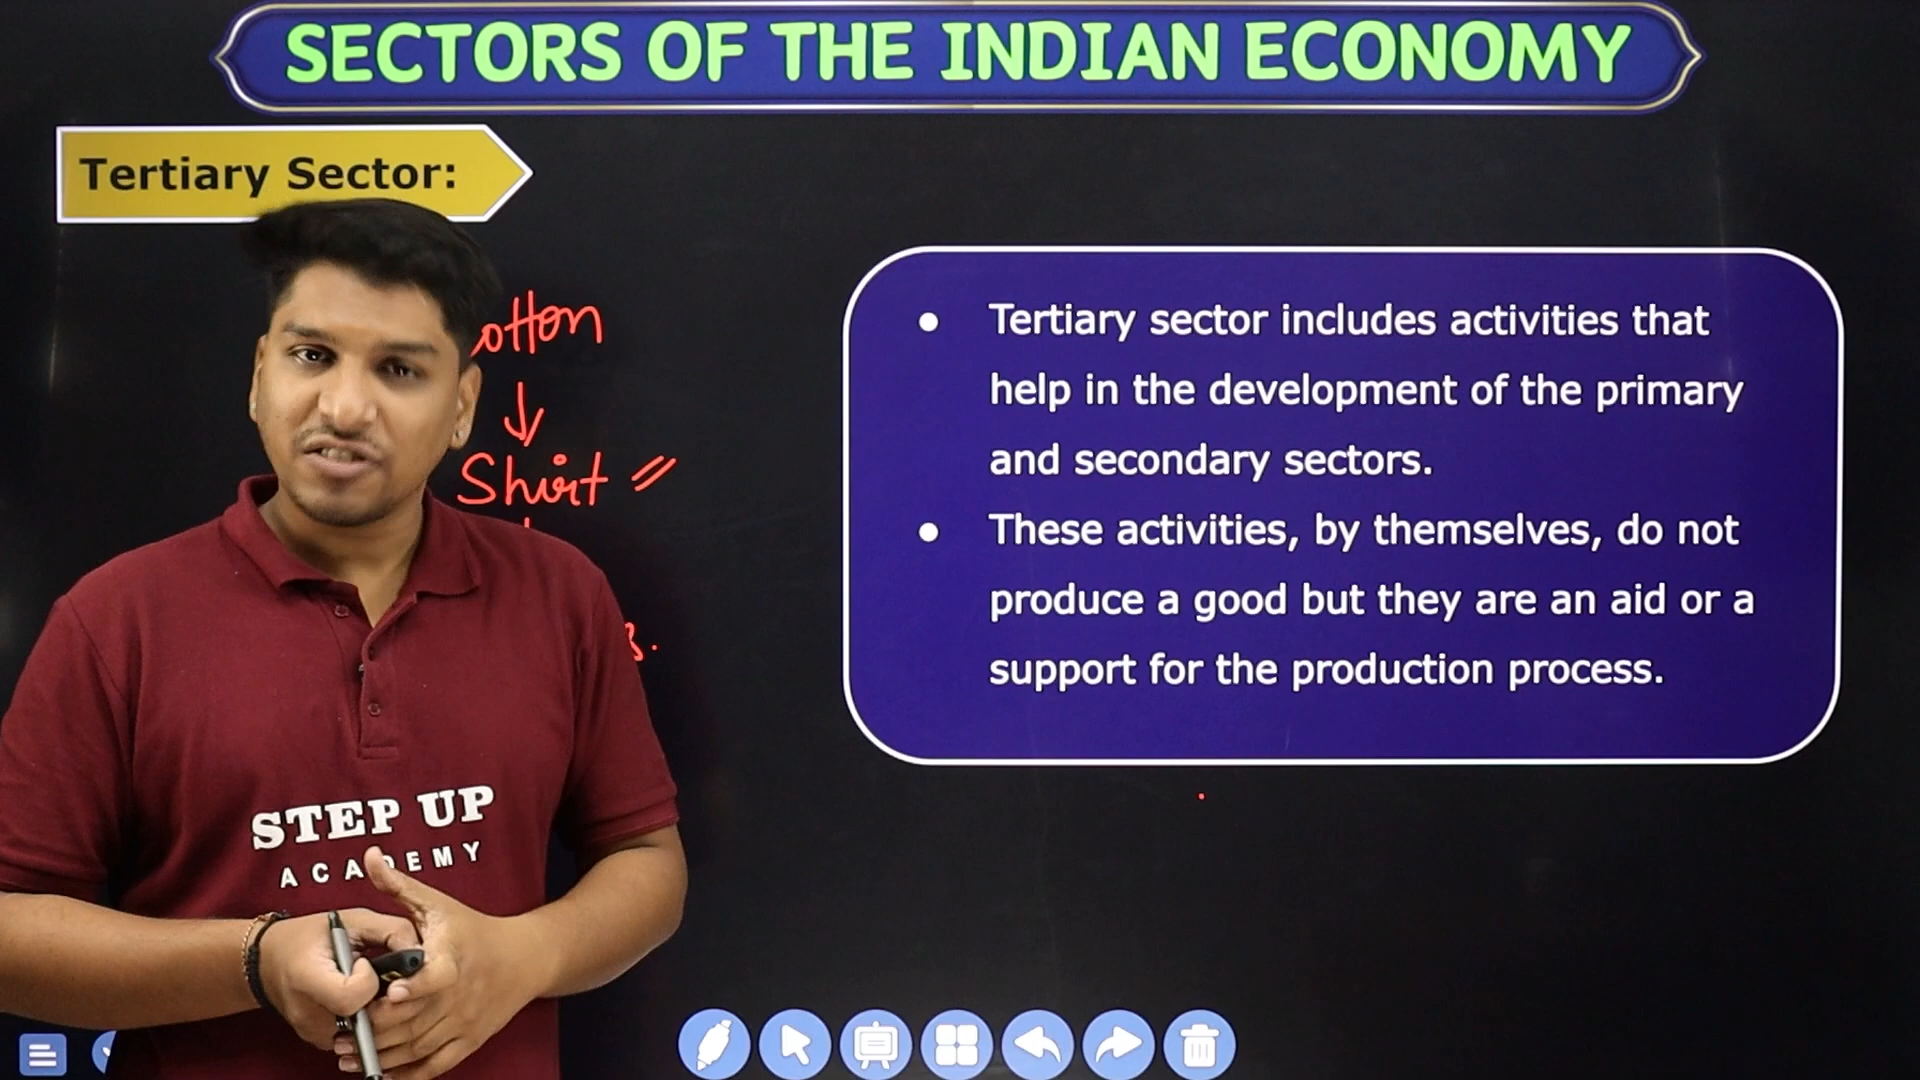 SECTORS OF THE INDIAN ECONOMY
Tertiary Sector:
otton
Shirt
• Tertiary sector includes activities that
help in the development of the primary
and secondary sectors.
• These activities, by themselves, do not
produce a good but they are an aid or a
support for the production process.
STEP UP
ACADEMY